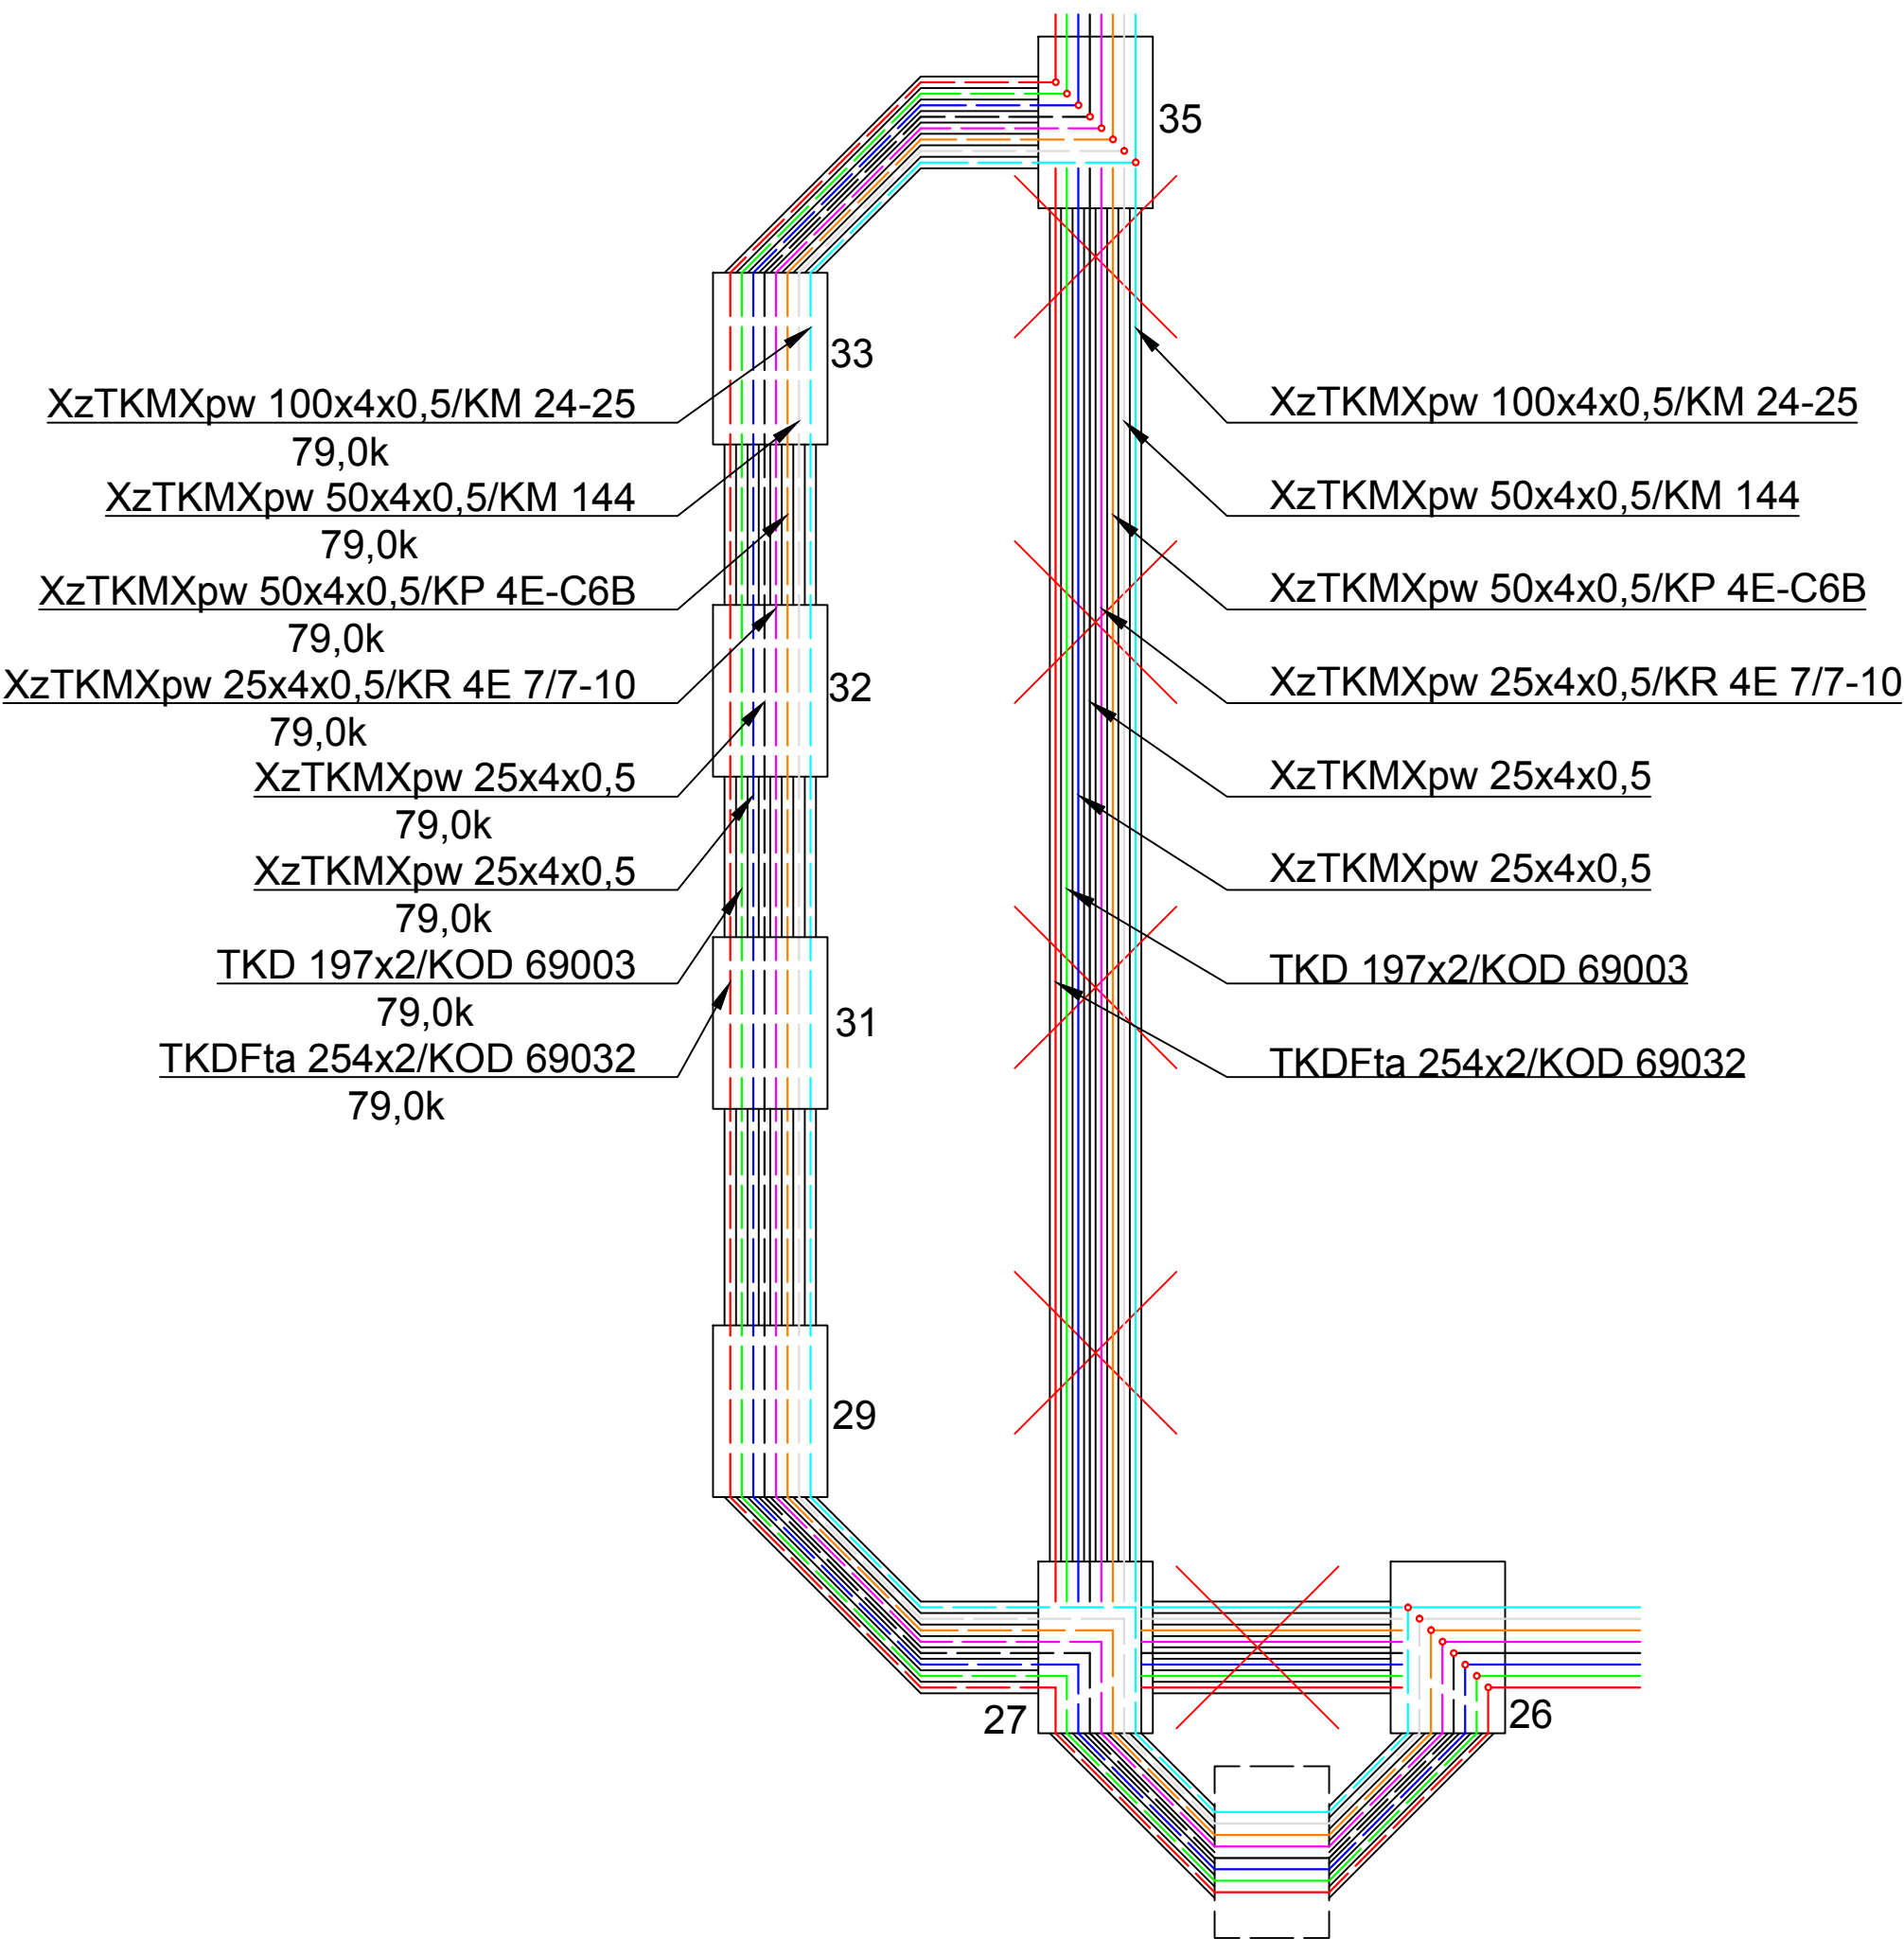 35
33
XzTKMXpw 100x4x0,5/KM 24-25
79,0k
XzTKMXpw 50x4x0,5/KM 144
79,0k
XzTKMXpw 50x4x0,5/KP 4E-C6B
79,0k
XzTKMXpw 25x4x0,5/KR 4E 7/7-10
79,0k
XzTKMXpw 25x4x0,5
79,0k
XzTKMXpw 25x4x0,5
79,0k
TKD 197x2/KOD 69003
79,0k
TKDFta 254x2/KOD 69032
79,0k
32
31
29
XzTKMXpw 100x4x0,5/KM 24-25
XzTKMXpw 50x4x0,5/KM 144
XzTKMXpw 50x4x0,5/KP 4E-C6B
XzTKMXpw 25x4x0,5/KR 4E 7/7-10
XzTKMXpw 25x4x0,5
XzTKMXpw 25x4x0,5
TKD 197x2/KOD 69003
TKDFta 254x2/KOD 69032
27
26